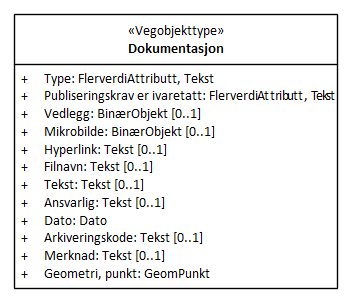 «Vegobjekttype»
Dokumentasjon
+ Type: FlerverdiAttributt, Tekst
+ Publiseringskrav er ivaretatt: FlerverdiAttributt, Tekst
+ Vedlegg: BinærObjekt [0..1]
+ Mikrobilde: BinærObjekt [0..1]
+ Hyperlink: Tekst [0..1]
+ Filnavn: Tekst [0..1]
+ Tekst: Tekst [0..1]
+ Ansvarlig: Tekst [0..1]
+ Dato: Dato
+ Arkiveringskode: Tekst [0..1]
+ Merknad: Tekst [0..1]
+ Geometri, punkt: GeomPunkt